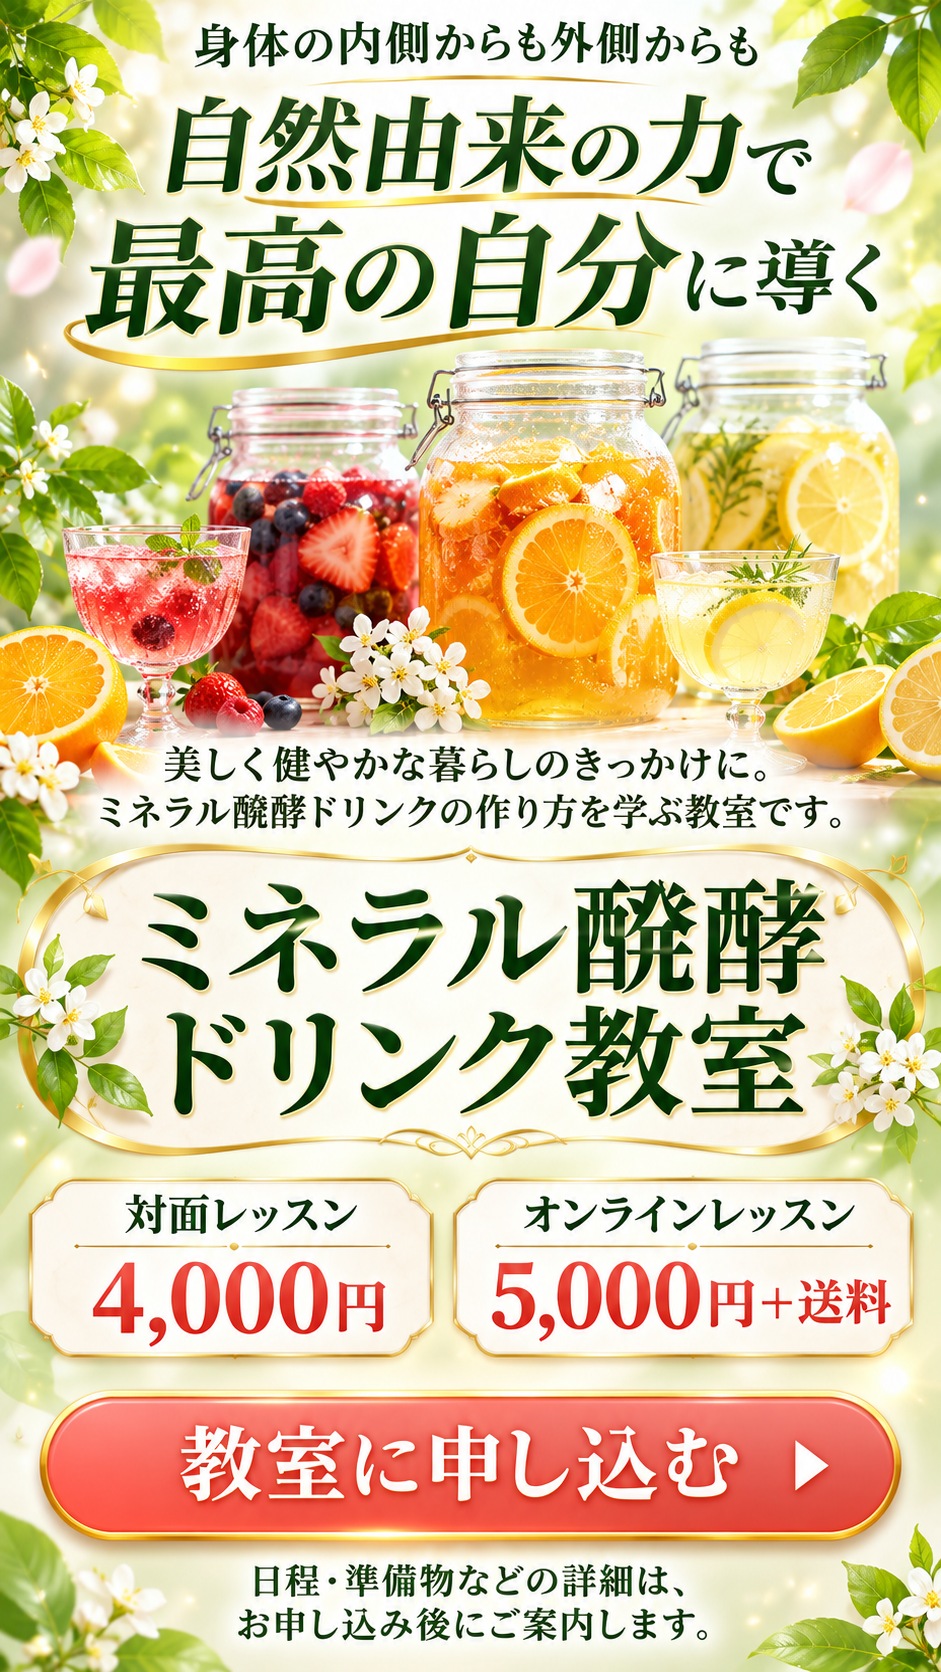 身体の内側からも外側からも
自然由来の力で
最高の自分に導く
美しく健やかな暮らしのきっかけに。
ミネラル醗酵ドリンクの作り方を学ぶ教室です。
ミネラル醗酵
ドリンク教室
対面レッスン
4,000円
オンラインレッスン
5,000円+送料
教室に申し込む
日程・準備物などの詳細は、
お申し込み後にご案内します。